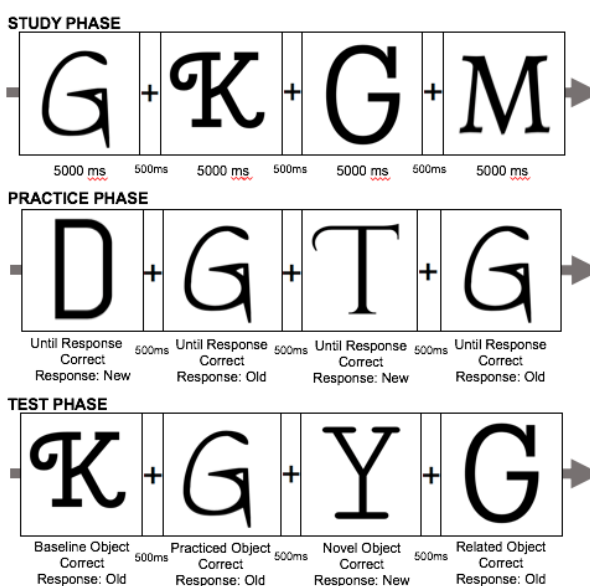 STUDY PHASE
G + K + G + M
5000 ms 500ms 5000 ms 500ms 5000 ms 500ms 5000 ms
PRACTICE PHASE
D + G + T + G
Until Response Until Response Until Response Until Response
Correct 500ms Correct 500ms Correct 500ms Correct
Response: New Response: Old Response: New Response: Old
TEST PHASE
K + G + Y + G
Baseline Object Practiced Object Novel Object Related Object
Correct 500ms Correct 500ms Correct 500ms Correct
Response: Old Response: Old Response: New Response: Old